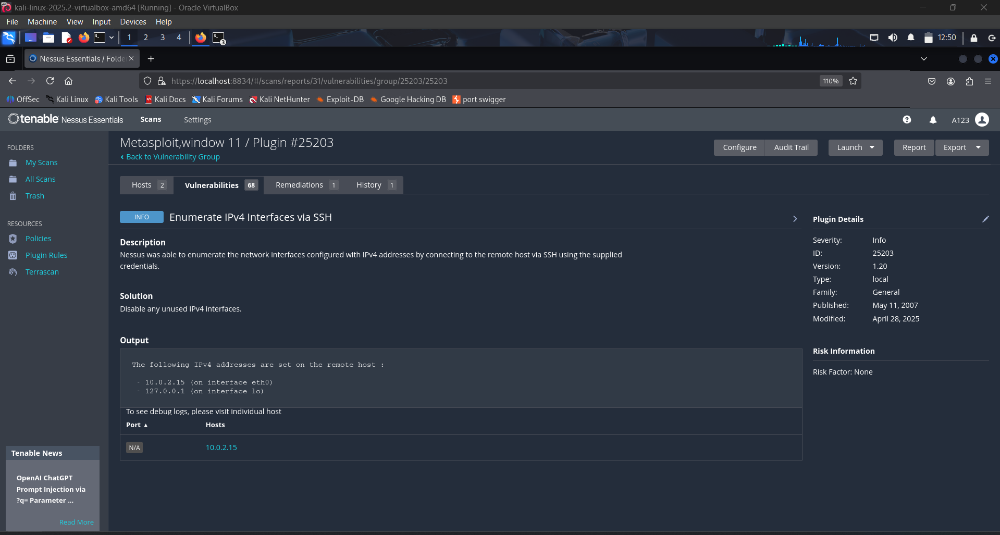 kali-linux-2025.2-virtualbox-amd64 [Running] - Oracle VirtualBox
File Machine View Input Devices Help
1 2 3 4 3 12:50
Nessus Essentials / Folde
https://localhost:8834/#/scans/reports/31/vulnerabilities/group/25203/25203 110%
OffSec Kali Linux Kali Tools Kali Docs Kali Forums Kali NetHunter Exploit-DB Google Hacking DB port swigger
tenable Nessus Essentials Scans Settings A123
FOLDERS
My Scans
All Scans
Trash
RESOURCES
Policies
Plugin Rules
Terrascan
Tenable News
OpenAI ChatGPT
Prompt Injection via
?q= Parameter ...
Read More
Metasploit,window 11 / Plugin #25203
‹ Back to Vulnerability Group
Configure Audit Trail Launch Report Export
Hosts 2 Vulnerabilities 68 Remediations 1 History 1
INFO Enumerate IPv4 Interfaces via SSH
Description
Nessus was able to enumerate the network interfaces configured with IPv4 addresses by connecting to the remote host via SSH using the supplied
credentials.
Solution
Disable any unused IPv4 interfaces.
Output
The following IPv4 addresses are set on the remote host :
- 10.0.2.15 (on interface eth0)
- 127.0.0.1 (on interface lo)
To see debug logs, please visit individual host
Port ▲ Hosts
N/A 10.0.2.15
Plugin Details
Severity: Info
ID: 25203
Version: 1.20
Type: local
Family: General
Published: May 11, 2007
Modified: April 28, 2025
Risk Information
Risk Factor: None